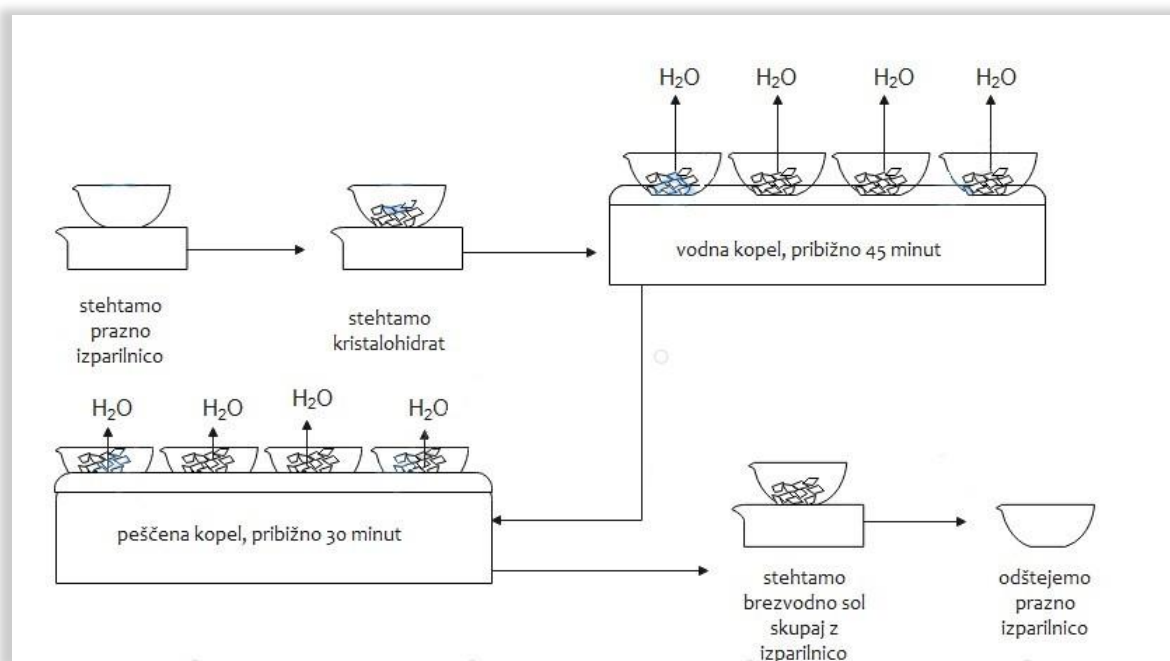 H₂O H₂O H₂O H₂O
stehtamo
prazno
izparilnico
stehtamo
kristalohidrat
vodna kopel, pribižno 45 minut
H₂O H₂O H₂O H₂O
peščena kopel, pribižno 30 minut
stehtamo
brezvodno sol
skupaj z
izparilnico
odštejemo
prazno
izparilnico